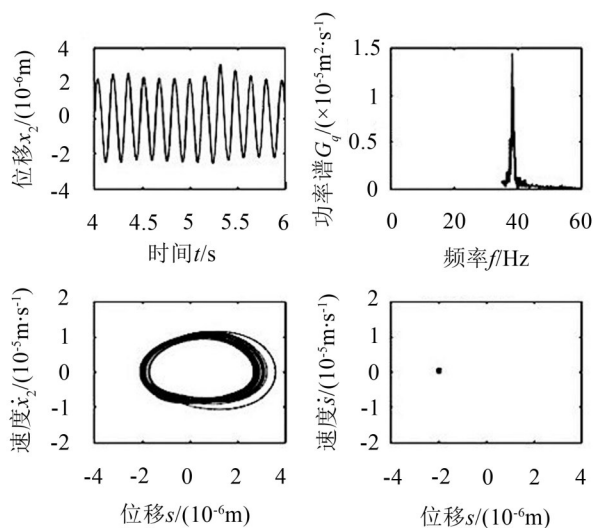 位移x₂/(10⁻⁶m)
4
2
0
-2
-4
4 4.5 5 5.5 6
时间t/s
功率谱G_q/(×10⁻⁵m²·s⁻¹)
1.5
1
0.5
0
0 20 40 60
频率f/Hz
速度ẋ₂/(10⁻⁵m·s⁻¹)
2
1
0
-1
-2
-4 -2 0 2 4
位移s/(10⁻⁶m)
速度ṡ/(10⁻⁵m·s⁻¹)
2
1
0
-1
-2
-4 -2 0 2 4
位移s/(10⁻⁶m)